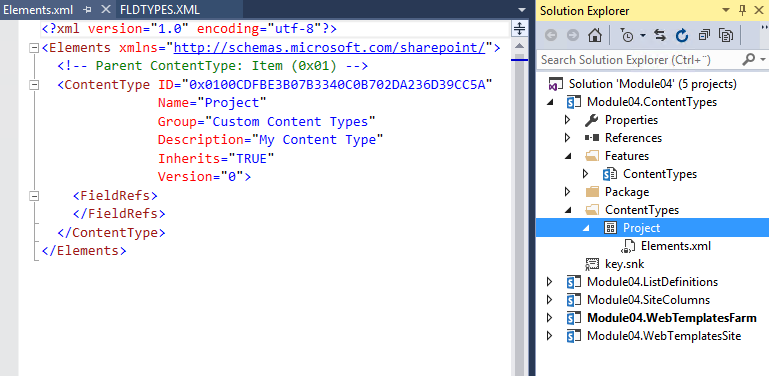 Elements.xml
FLDTYPES.XML
<?xml version="1.0" encoding="utf-8"?>
<Elements xmlns="http://schemas.microsoft.com/sharepoint/">
<!-- Parent ContentType: Item (0x01) -->
<ContentType ID="0x0100CDFBE3B07B3340C0B702DA236D39CC5A"
Name="Project"
Group="Custom Content Types"
Description="My Content Type"
Inherits="TRUE"
Version="0">
<FieldRefs>
</FieldRefs>
</ContentType>
</Elements>
Solution Explorer
Search Solution Explorer (Ctrl+¨)
Solution 'Module04' (5 projects)
Module04.ContentTypes
Properties
References
Features
ContentTypes
Package
ContentTypes
Project
Elements.xml
key.snk
Module04.ListDefinitions
Module04.SiteColumns
Module04.WebTemplatesFarm
Module04.WebTemplatesSite